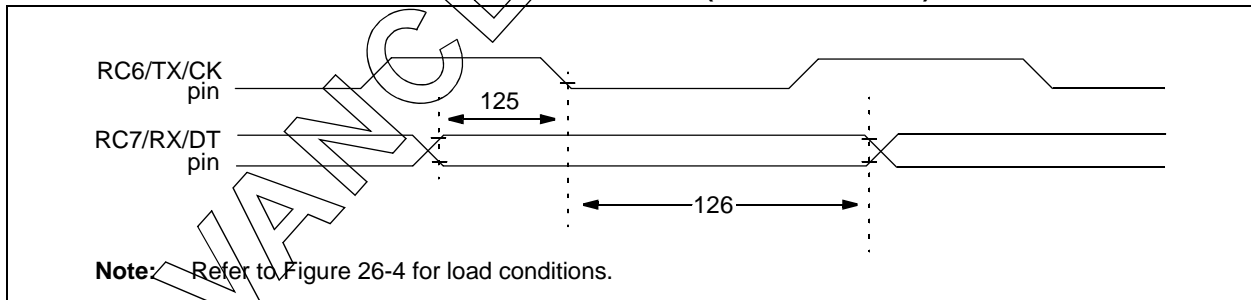 RC6/TX/CK
pin
125
RC7/RX/DT
pin
126
Note: Refer to Figure 26-4 for load conditions.